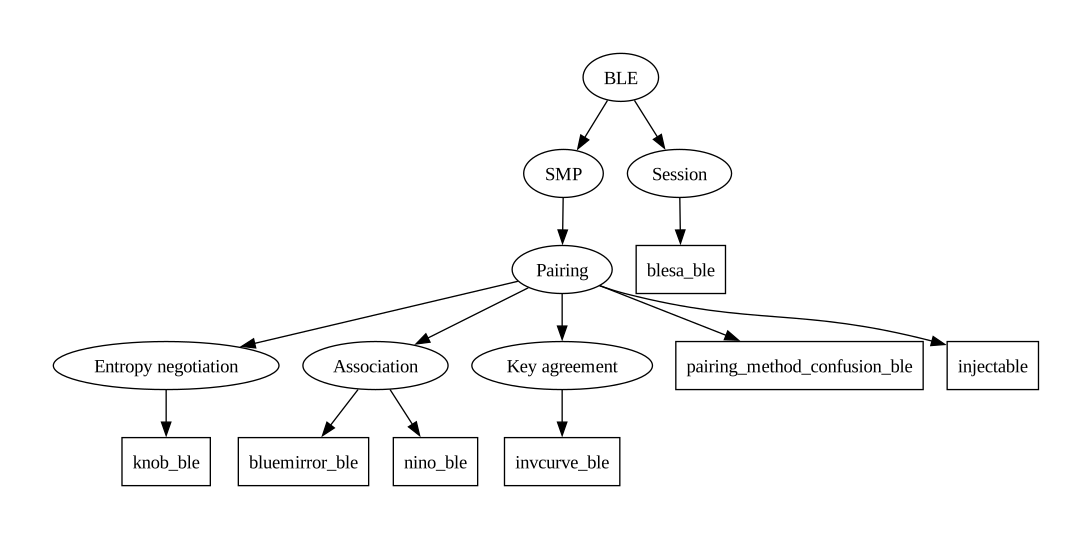 BLE
SMP
Session
Pairing
blesa_ble
Entropy negotiation
Association
Key agreement
pairing_method_confusion_ble
injectable
knob_ble
bluemirror_ble
nino_ble
invcurve_ble